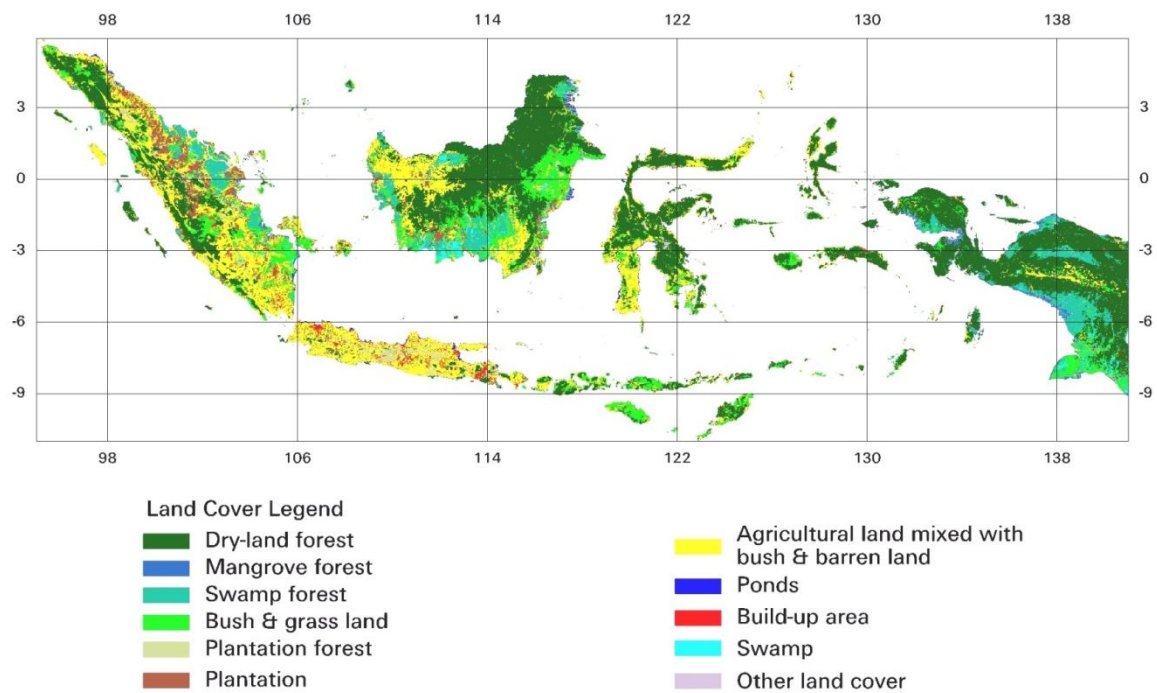 98 106 114 122 130 138
3 3
0 0
-3 -3
-6 -6
-9 -9
98 106 114 122 130 138
Land Cover Legend
Dry-land forest
Mangrove forest
Swamp forest
Bush & grass land
Plantation forest
Plantation
Agricultural land mixed with
bush & barren land
Ponds
Build-up area
Swamp
Other land cover